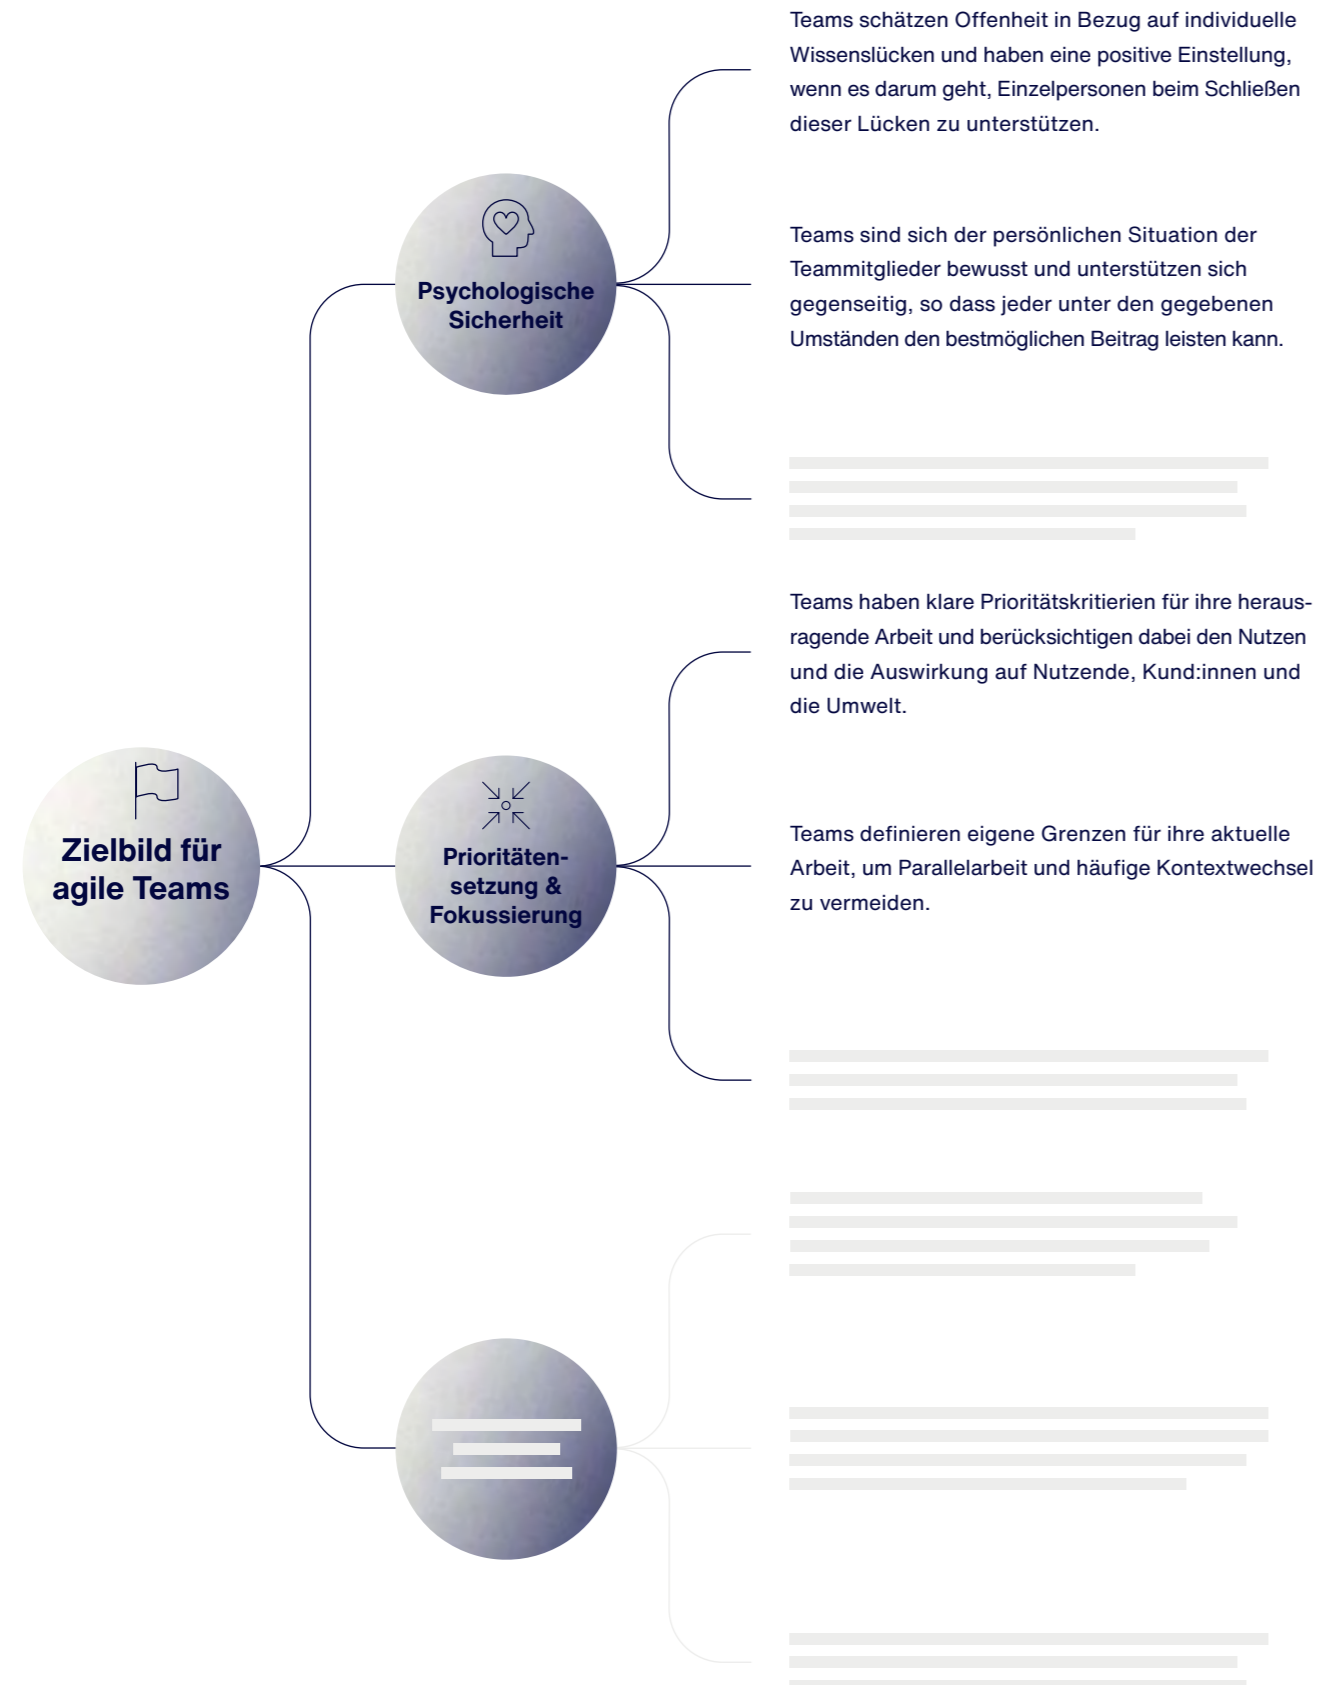 Teams schätzen Offenheit in Bezug auf individuelle
Wissenslücken und haben eine positive Einstellung,
wenn es darum geht, Einzelpersonen beim Schließen
dieser Lücken zu unterstützen.
Psychologische
Sicherheit
Teams sind sich der persönlichen Situation der
Teammitglieder bewusst und unterstützen sich
gegenseitig, so dass jeder unter den gegebenen
Umständen den bestmöglichen Beitrag leisten kann.
Teams haben klare Prioritätskritierien für ihre heraus-
ragende Arbeit und berücksichtigen dabei den Nutzen
und die Auswirkung auf Nutzende, Kund:innen und
die Umwelt.
Zielbild für
agile Teams
Prioritäten-
setzung &
Fokussierung
Teams definieren eigene Grenzen für ihre aktuelle
Arbeit, um Parallelarbeit und häufige Kontextwechsel
zu vermeiden.